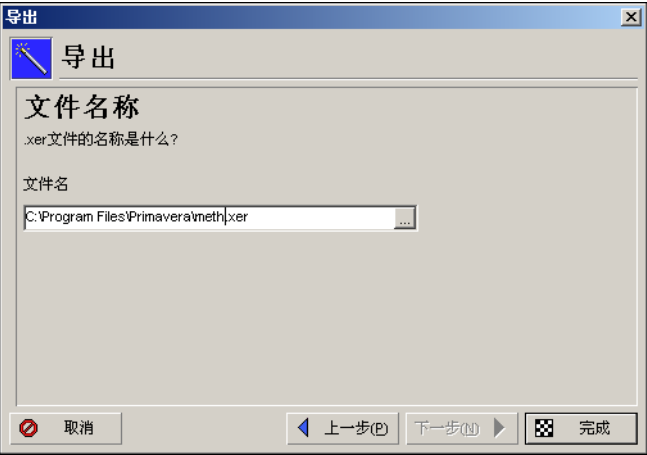 导出
导出
文件名称
.xer文件的名称是什么?
文件名
C:\Program Files\Primavera\meth.xer
...
取消
上一步(P)
下一步(N)
完成